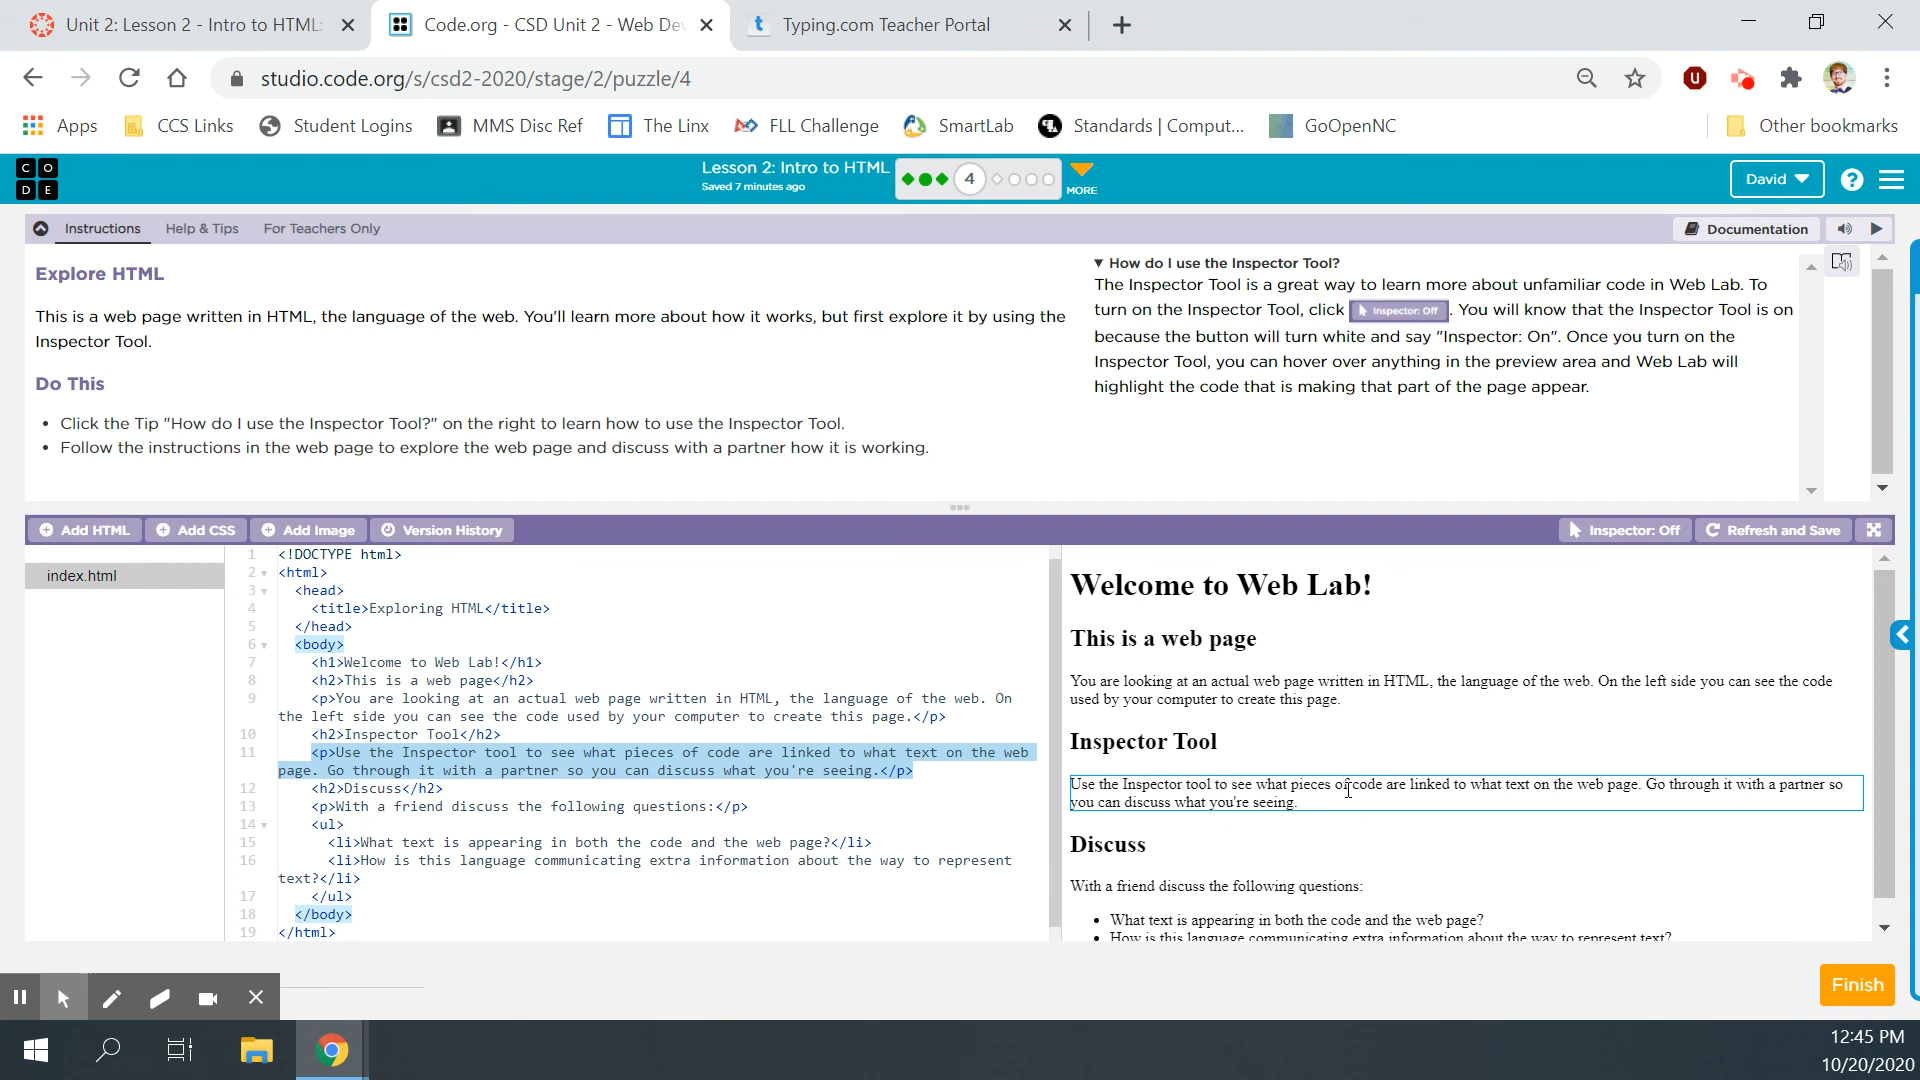 Unit 2: Lesson 2 - Intro to HTML:
Code.org - CSD Unit 2 - Web De
t Typing.com Teacher Portal
studio.code.org/s/csd2-2020/stage/2/puzzle/4
Apps CCS Links Student Logins MMS Disc Ref The Linx FLL Challenge SmartLab Standards | Comput... GoOpenNC Other bookmarks
C O
D E
Lesson 2: Intro to HTML
Saved 7 minutes ago
4
MORE
David
?
Instructions Help & Tips For Teachers Only
Documentation
Explore HTML
This is a web page written in HTML, the language of the web. You'll learn more about how it works, but first explore it by using the
Inspector Tool.
Do This
• Click the Tip "How do I use the Inspector Tool?" on the right to learn how to use the Inspector Tool.
• Follow the instructions in the web page to explore the web page and discuss with a partner how it is working.
▼ How do I use the Inspector Tool?
The Inspector Tool is a great way to learn more about unfamiliar code in Web Lab. To
turn on the Inspector Tool, click Inspector: Off . You will know that the Inspector Tool is on
because the button will turn white and say "Inspector: On". Once you turn on the
Inspector Tool, you can hover over anything in the preview area and Web Lab will
highlight the code that is making that part of the page appear.
Add HTML Add CSS Add Image Version History Inspector: Off Refresh and Save
index.html
1 <!DOCTYPE html>
2 <html>
3 <head>
4 <title>Exploring HTML</title>
5 </head>
6 <body>
7 <h1>Welcome to Web Lab!</h1>
8 <h2>This is a web page</h2>
9 <p>You are looking at an actual web page written in HTML, the language of the web. On
the left side you can see the code used by your computer to create this page.</p>
10 <h2>Inspector Tool</h2>
11 <p>Use the Inspector tool to see what pieces of code are linked to what text on the web
page. Go through it with a partner so you can discuss what you're seeing.</p>
12 <h2>Discuss</h2>
13 <p>With a friend discuss the following questions:</p>
14 <ul>
15 <li>What text is appearing in both the code and the web page?</li>
16 <li>How is this language communicating extra information about the way to represent
text?</li>
17 </ul>
18 </body>
19 </html>
Welcome to Web Lab!
This is a web page
You are looking at an actual web page written in HTML, the language of the web. On the left side you can see the code
used by your computer to create this page.
Inspector Tool
Use the Inspector tool to see what pieces of code are linked to what text on the web page. Go through it with a partner so
you can discuss what you're seeing.
Discuss
With a friend discuss the following questions:
• What text is appearing in both the code and the web page?
• How is this language communicating extra information about the way to represent text?
Finish
12:45 PM
10/20/2020